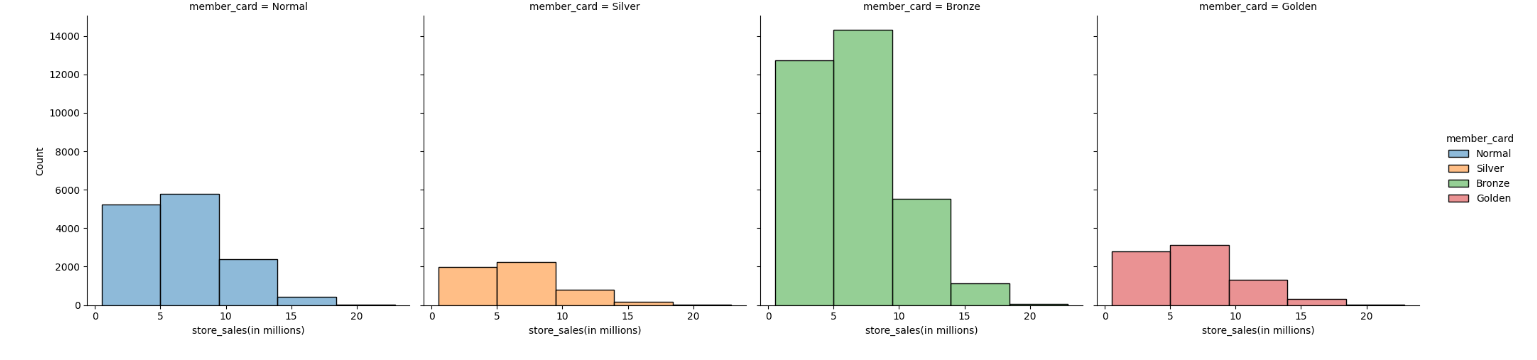 member_card = Normal
member_card = Silver
member_card = Bronze
member_card = Golden
14000
12000
10000
8000
6000
4000
2000
0
Count
0 5 10 15 20
0 5 10 15 20
0 5 10 15 20
0 5 10 15 20
store_sales(in millions)
store_sales(in millions)
store_sales(in millions)
store_sales(in millions)
member_card
Normal
Silver
Bronze
Golden